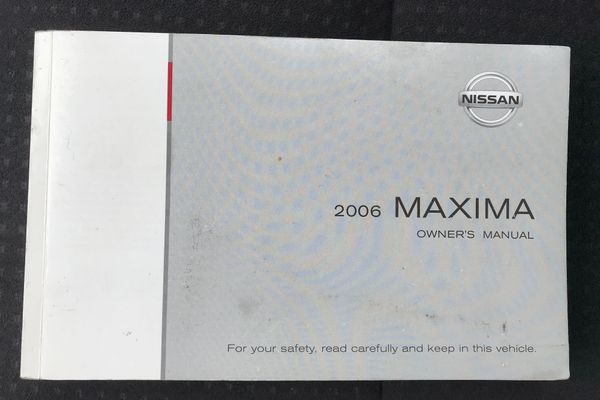 NISSAN
2006 MAXIMA
OWNER'S MANUAL
For your safety, read carefully and keep in this vehicle.